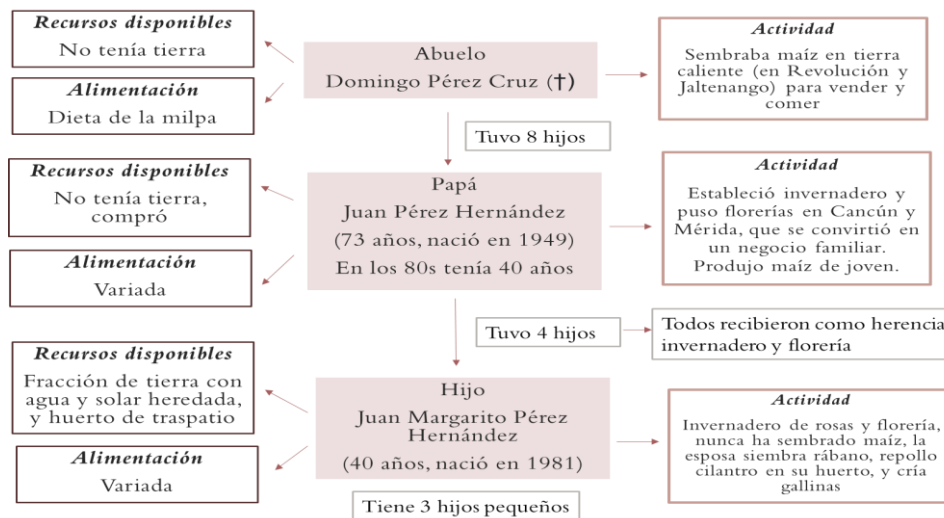 Recursos disponibles
No tenía tierra
Alimentación
Dieta de la milpa
Abuelo
Domingo Pérez Cruz (†)
Actividad
Sembraba maíz en tierra
caliente (en Revolución y
Jaltenango) para vender y
comer
Tuvo 8 hijos
Recursos disponibles
No tenía tierra,
compró
Alimentación
Variada
Papá
Juan Pérez Hernández
(73 años, nació en 1949)
En los 80s tenía 40 años
Actividad
Estableció invernadero y
puso florerías en Cancún y
Mérida, que se convirtió en
un negocio familiar.
Produjo maíz de joven.
Tuvo 4 hijos
Todos recibieron como herencia
invernadero y florería
Recursos disponibles
Fracción de tierra con
agua y solar heredada,
y huerto de traspatio
Alimentación
Variada
Hijo
Juan Margarito Pérez
Hernández
(40 años, nació en 1981)
Actividad
Invernadero de rosas y florería,
nunca ha sembrado maíz, la
esposa siembra rábano, repollo
cilantro en su huerto, y cría
gallinas
Tiene 3 hijos pequeños